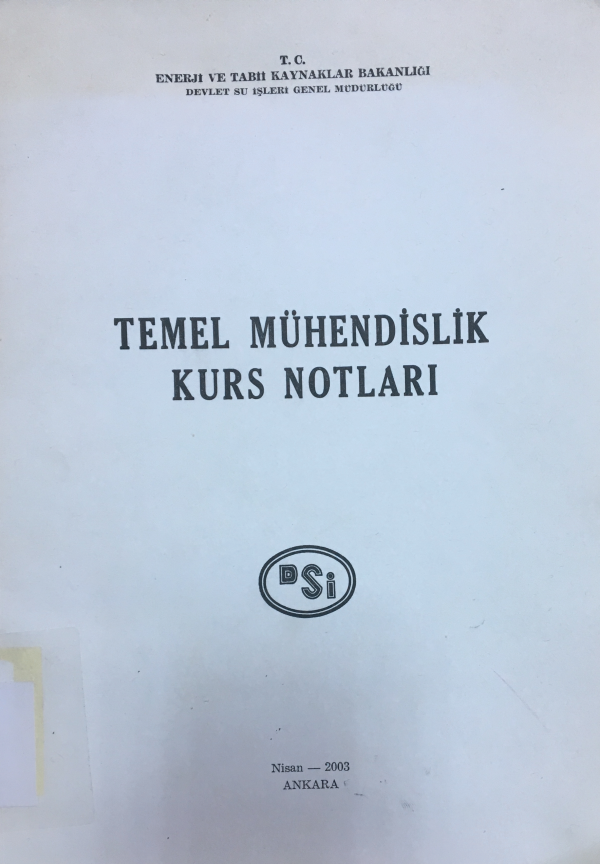 T. C.
ENERJİ VE TABİİ KAYNAKLAR BAKANLIĞI
DEVLET SU İŞLERİ GENEL MÜDÜRLÜĞÜ
TEMEL MÜHENDİSLİK
KURS NOTLARI
DSİ
Nisan — 2003
ANKARA